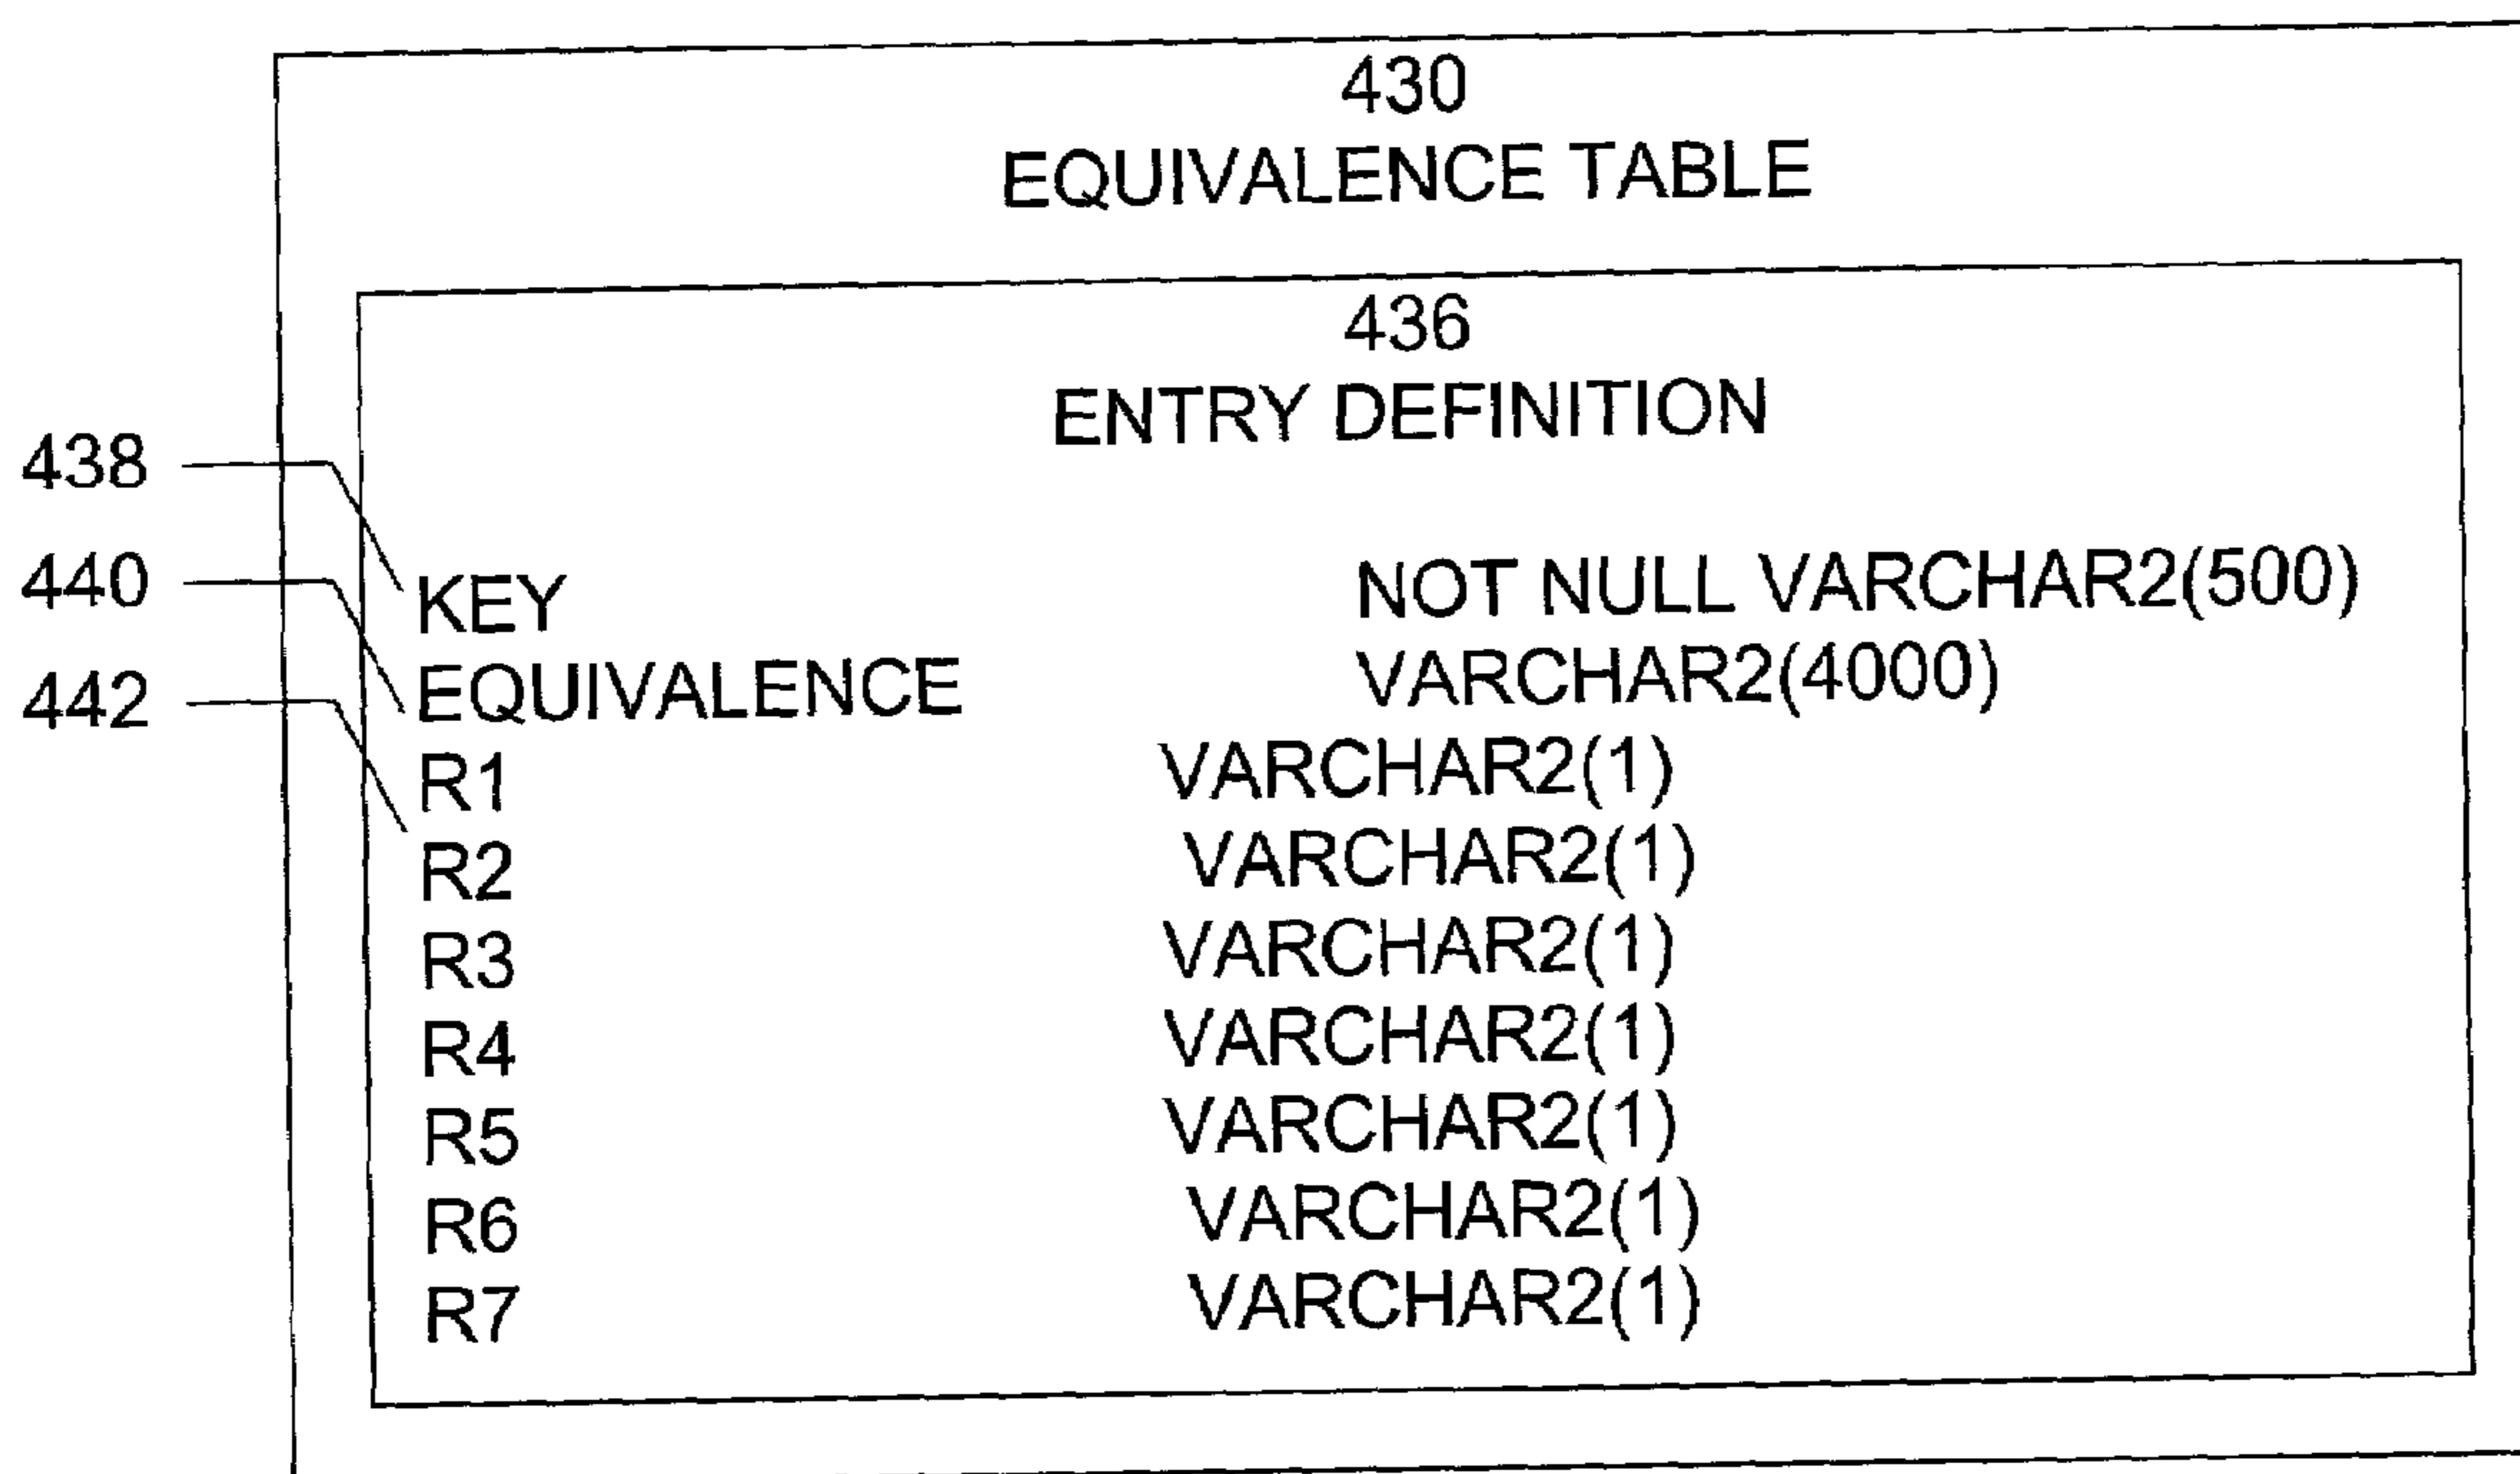 430
EQUIVALENCE TABLE
436
ENTRY DEFINITION
438
440
442
KEY NOT NULL VARCHAR2(500)
EQUIVALENCE VARCHAR2(4000)
R1 VARCHAR2(1)
R2 VARCHAR2(1)
R3 VARCHAR2(1)
R4 VARCHAR2(1)
R5 VARCHAR2(1)
R6 VARCHAR2(1)
R7 VARCHAR2(1)